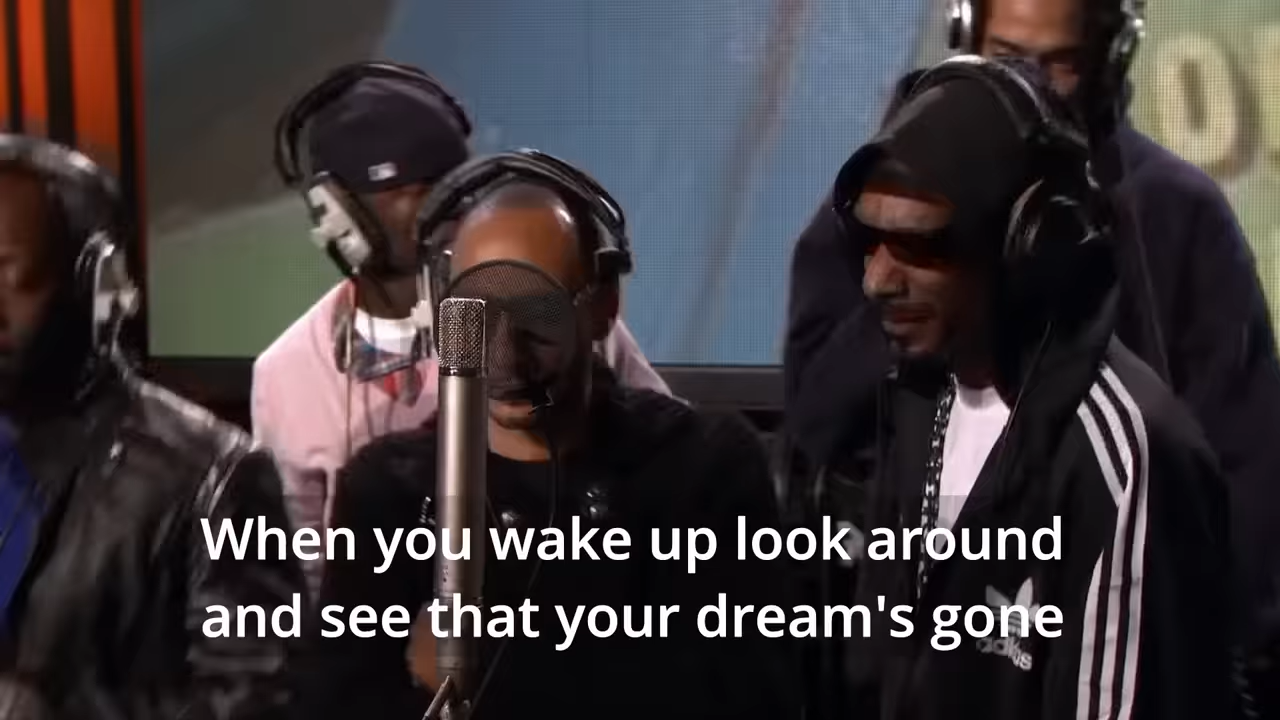 When you wake up look around
and see that your dream's gone
adidas